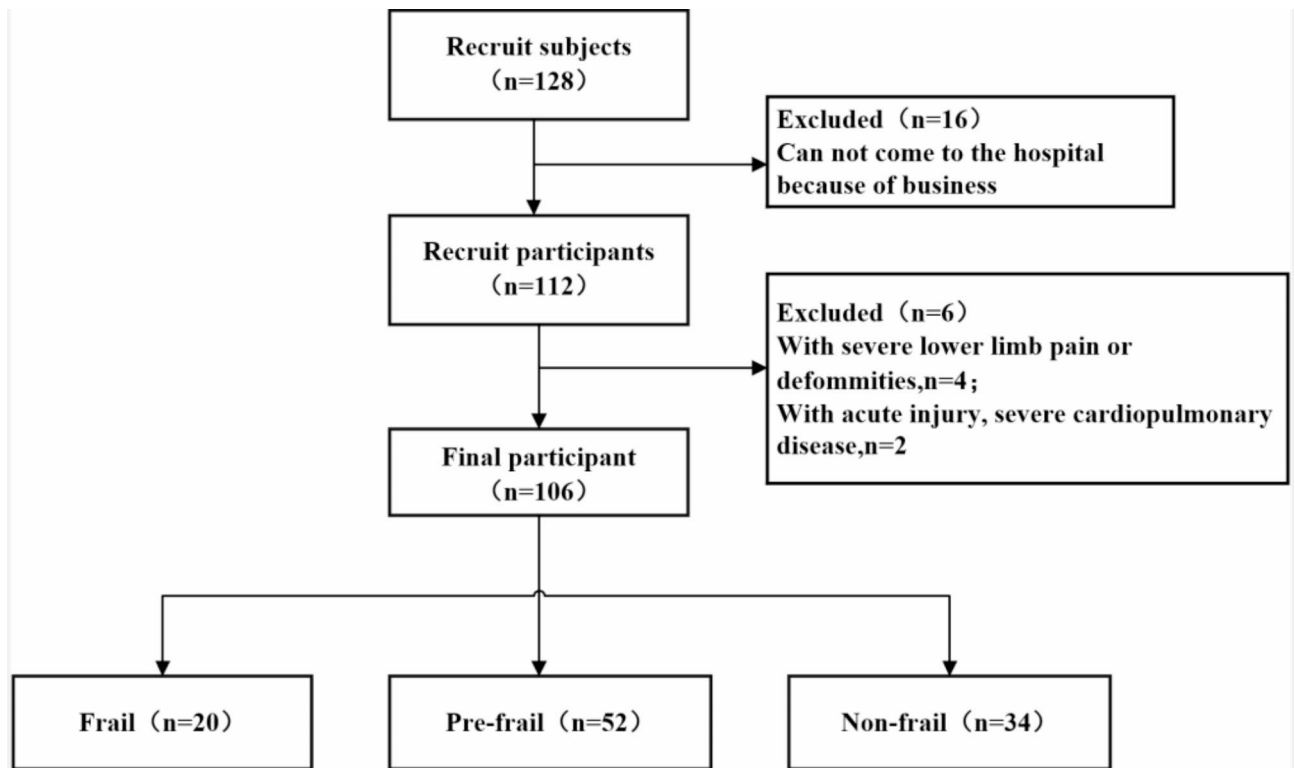 Recruit subjects
（n=128）
Excluded（n=16）
Can not come to the hospital
because of business
Recruit participants
（n=112）
Excluded（n=6）
With severe lower limb pain or
defommities,n=4；
With acute injury, severe cardiopulmonary
disease,n=2
Final participant
（n=106）
Frail（n=20）
Pre-frail（n=52）
Non-frail（n=34）